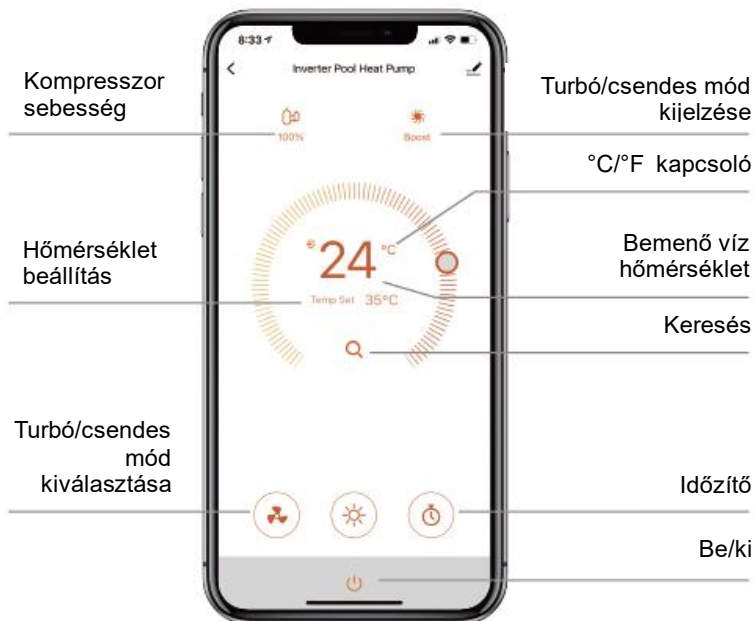 8:33
Inverter Pool Heat Pump
Kompresszor
sebesség
100%
Boost
Turbó/csendes mód
kijelzése
°C/°F kapcsoló
24 °C
Hőmérséklet
beállítás
Temp Set 35°C
Bemenő víz
hőmérséklet
Keresés
Turbó/csendes
mód
kiválasztása
Időzítő
Be/ki